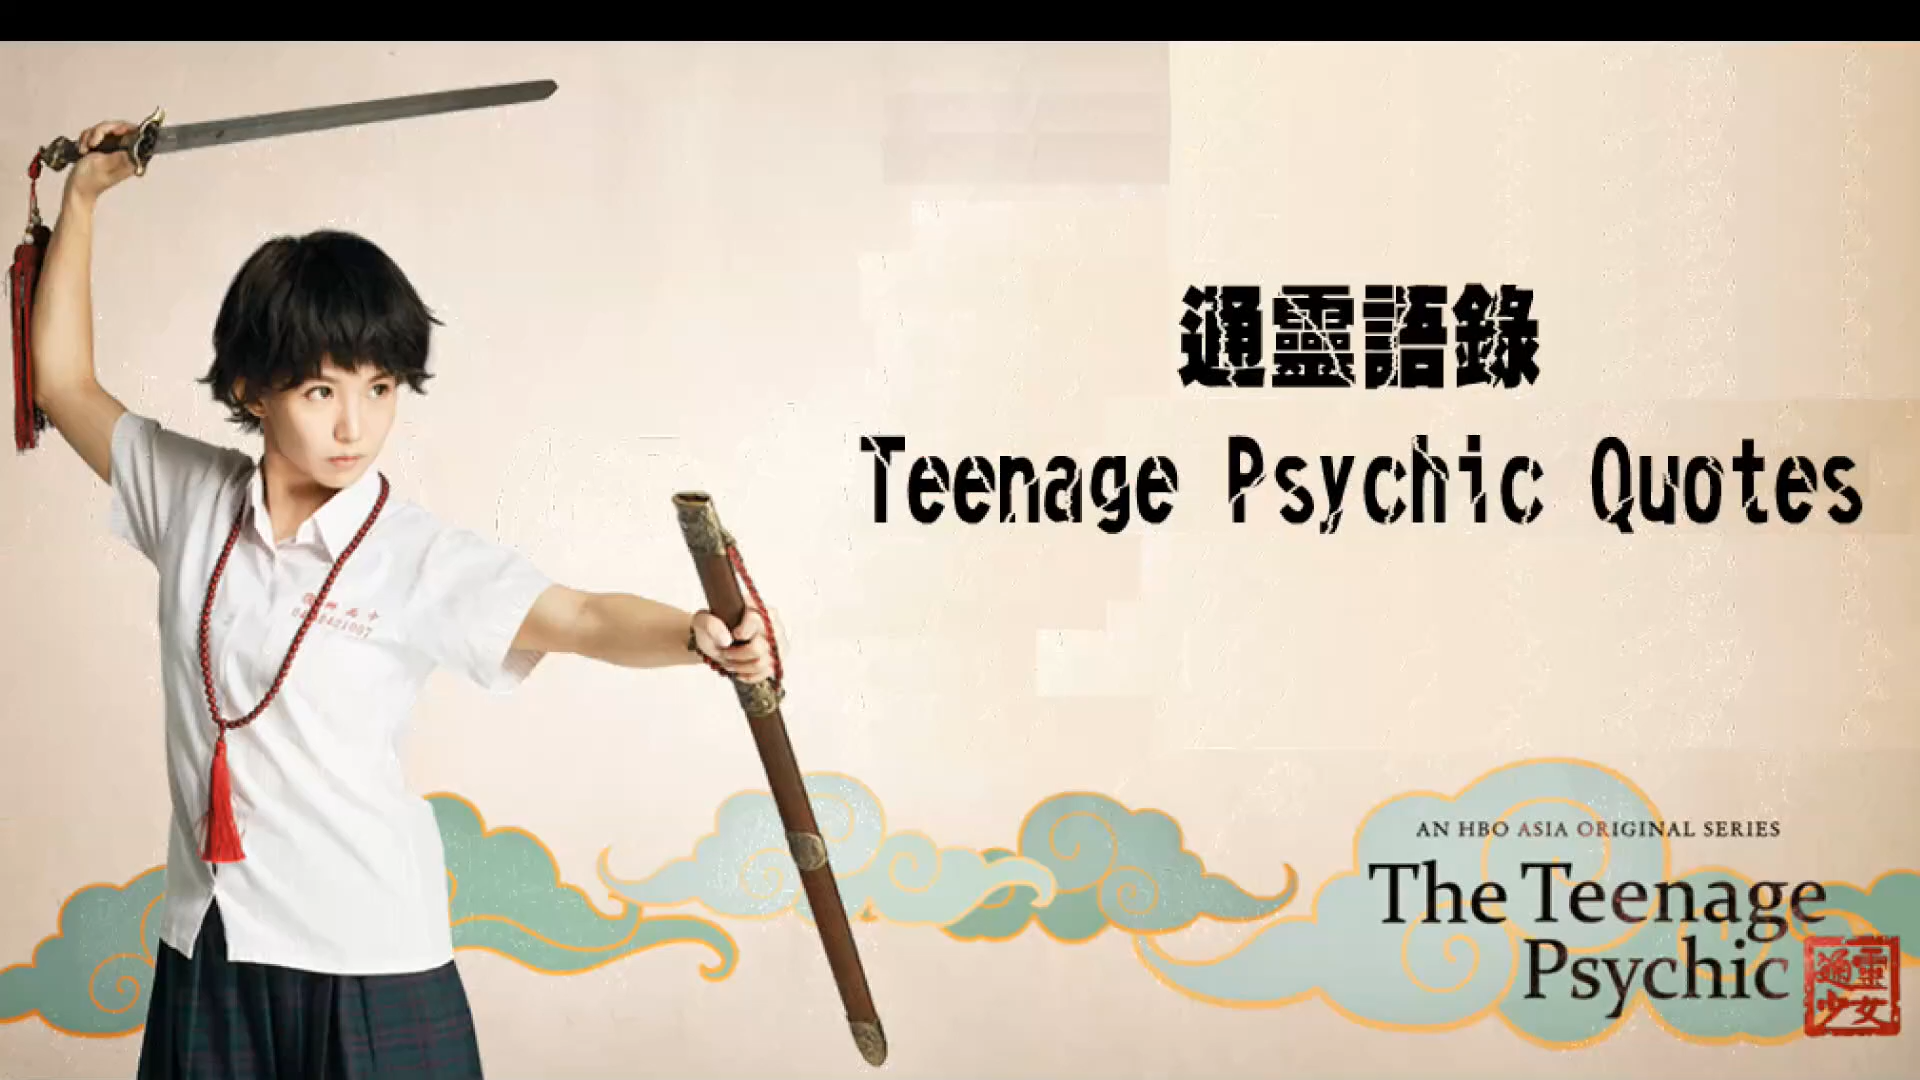 通靈語錄
Teenage Psychic Quotes
AN HBO ASIA ORIGINAL SERIES
The Teenage
Psychic
通靈
少女